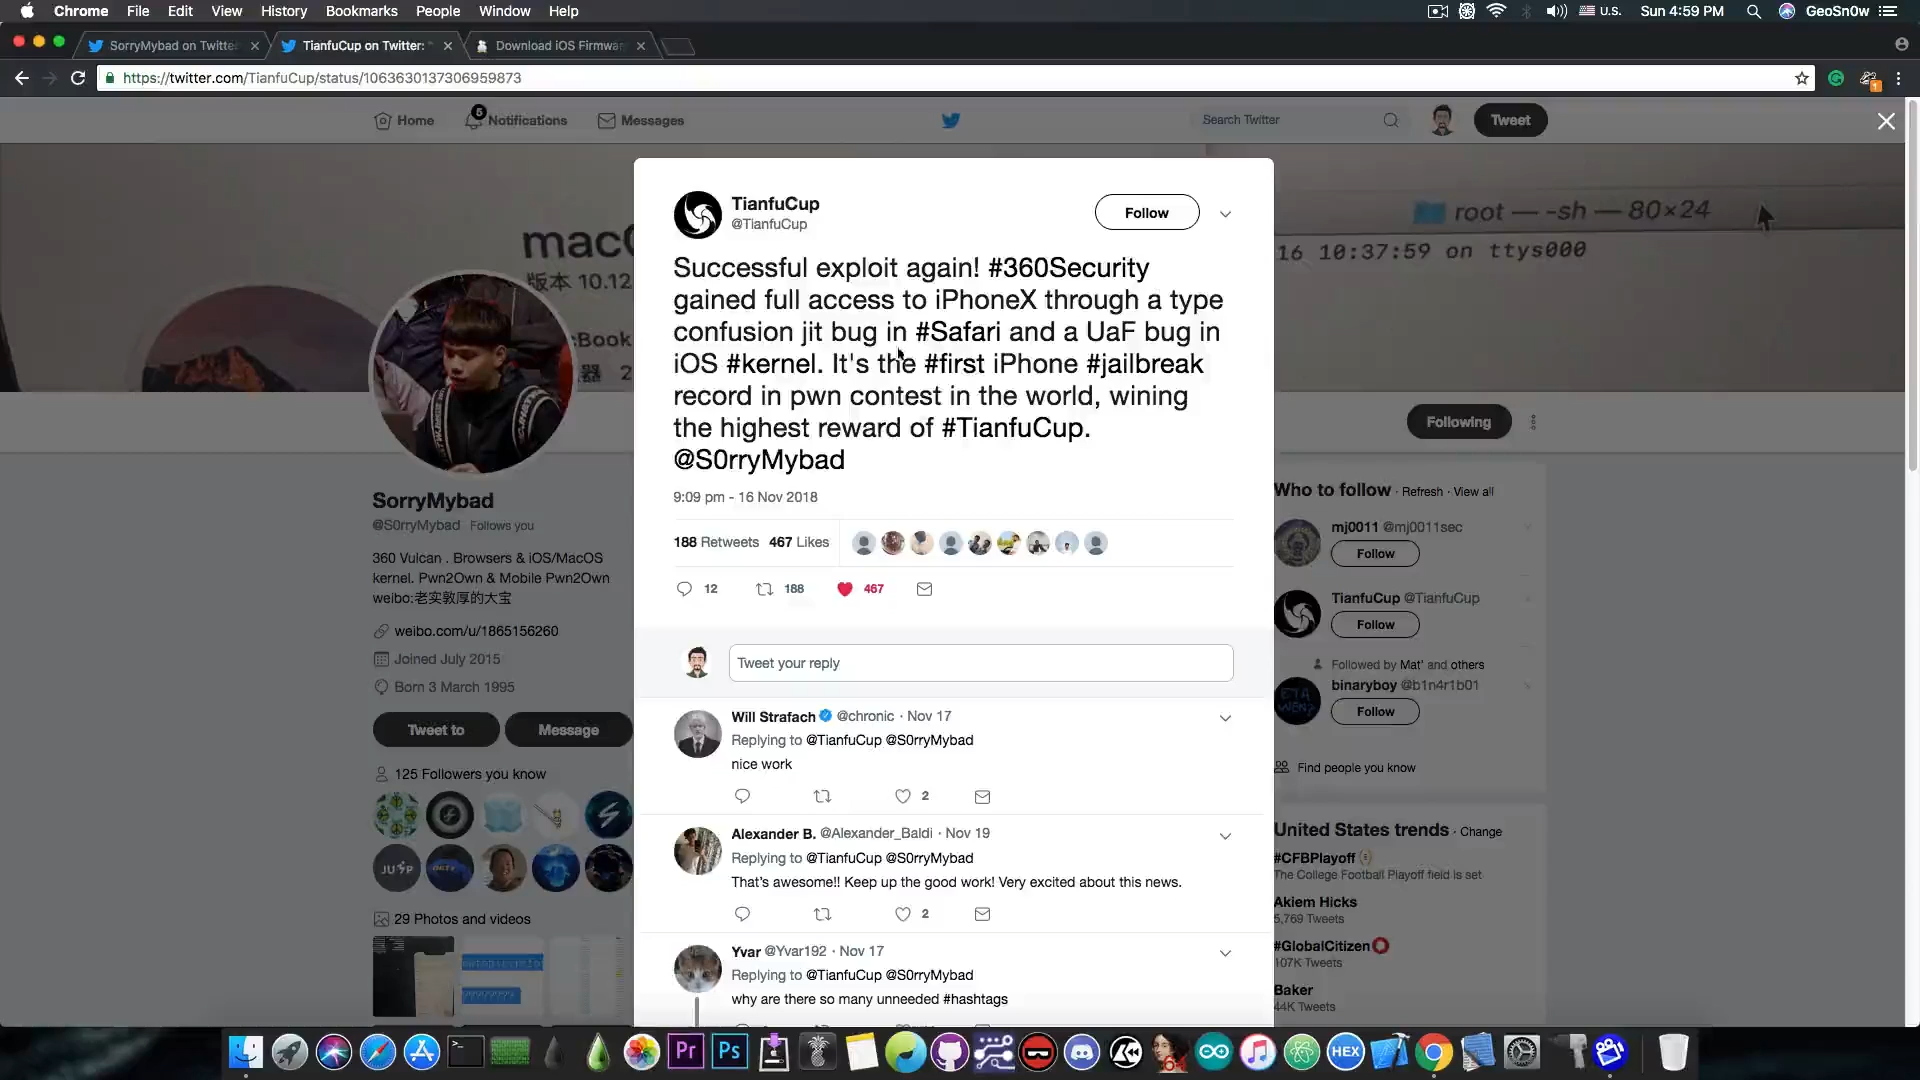 Chrome File Edit View History Bookmarks People Window Help
U.S. Sun 4:59 PM GeoSn0w
SorryMybad on Twitte
TianfuCup on Twitter: "
Download iOS Firmwar
https://twitter.com/TianfuCup/status/1063630137306959873
1
Home
5
Notifications
Messages
Search Twitter
Tweet
macO
版本 10.12
cBook
器 2
root — -sh — 80×24
16 10:37:59 on ttys000
TianfuCup
@TianfuCup
Follow
Successful exploit again! #360Security
gained full access to iPhoneX through a type
confusion jit bug in #Safari and a UaF bug in
iOS #kernel. It's the #first iPhone #jailbreak
record in pwn contest in the world, wining
the highest reward of #TianfuCup.
@S0rryMybad
9:09 pm - 16 Nov 2018
188 Retweets 467 Likes
12 188 467
Tweet your reply
Will Strafach @chronic · Nov 17
Replying to @TianfuCup @S0rryMybad
nice work
2
Alexander B. @Alexander_Baldi · Nov 19
Replying to @TianfuCup @S0rryMybad
That's awesome!! Keep up the good work! Very excited about this news.
2
Yvar @Yvar192 · Nov 17
Replying to @TianfuCup @S0rryMybad
why are there so many unneeded #hashtags
SorryMybad
@S0rryMybad Follows you
360 Vulcan . Browsers & iOS/MacOS
kernel. Pwn2Own & Mobile Pwn2Own
weibo:老实敦厚的大宝
weibo.com/u/1865156260
Joined July 2015
Born 3 March 1995
Tweet to
Message
125 Followers you know
29 Photos and videos
Following
Who to follow · Refresh · View all
mj0011 @mj0011sec
Follow
TianfuCup @TianfuCup
Follow
Followed by Mat' and others
binaryboy @b1n4r1b01
Follow
Find people you know
United States trends · Change
#CFBPlayoff
The College Football Playoff field is set
Akiem Hicks
5,769 Tweets
#GlobalCitizen
107K Tweets
Baker
44K Tweets
Pr
Ps
64
HEX